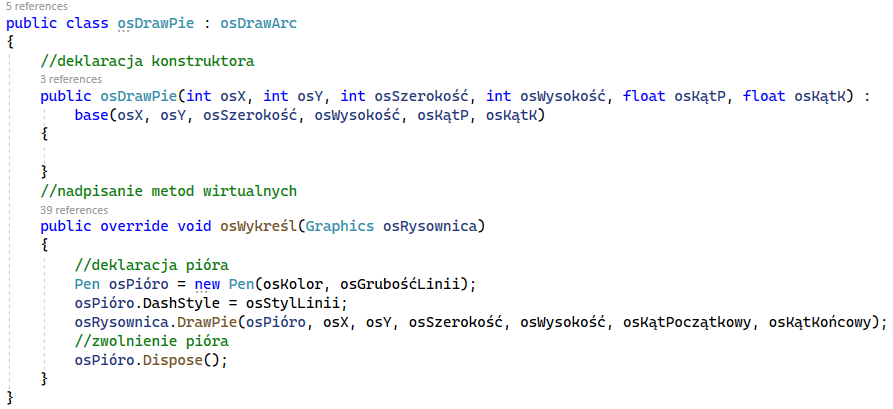 5 references
public class osDrawPie : osDrawArc
{
//deklaracja konstruktora
3 references
public osDrawPie(int osX, int osY, int osSzerokość, int osWysokość, float osKątP, float osKątK) :
base(osX, osY, osSzerokość, osWysokość, osKątP, osKątK)
{
}
//nadpisanie metod wirtualnych
39 references
public override void osWykreśl(Graphics osRysownica)
{
//deklaracja pióra
Pen osPióro = new Pen(osKolor, osGrubośćLinii);
osPióro.DashStyle = osStylLinii;
osRysownica.DrawPie(osPióro, osX, osY, osSzerokość, osWysokość, osKątPoczątkowy, osKątKońcowy);
//zwolnienie pióra
osPióro.Dispose();
}
}